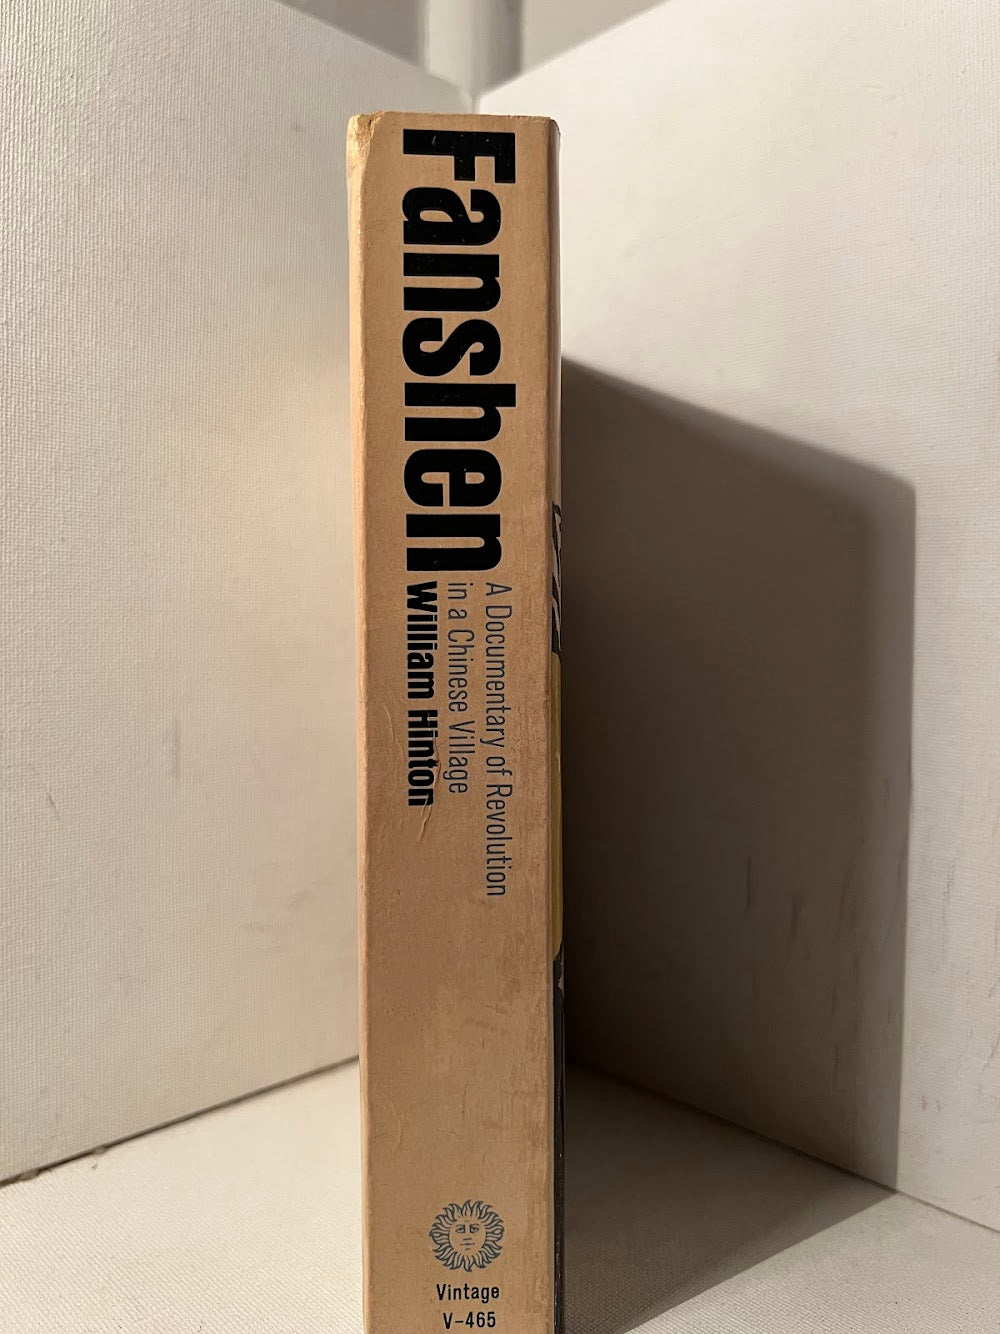 Fanshen
A Documentary of Revolution
in a Chinese Village
William Hinton
Vintage
V-465